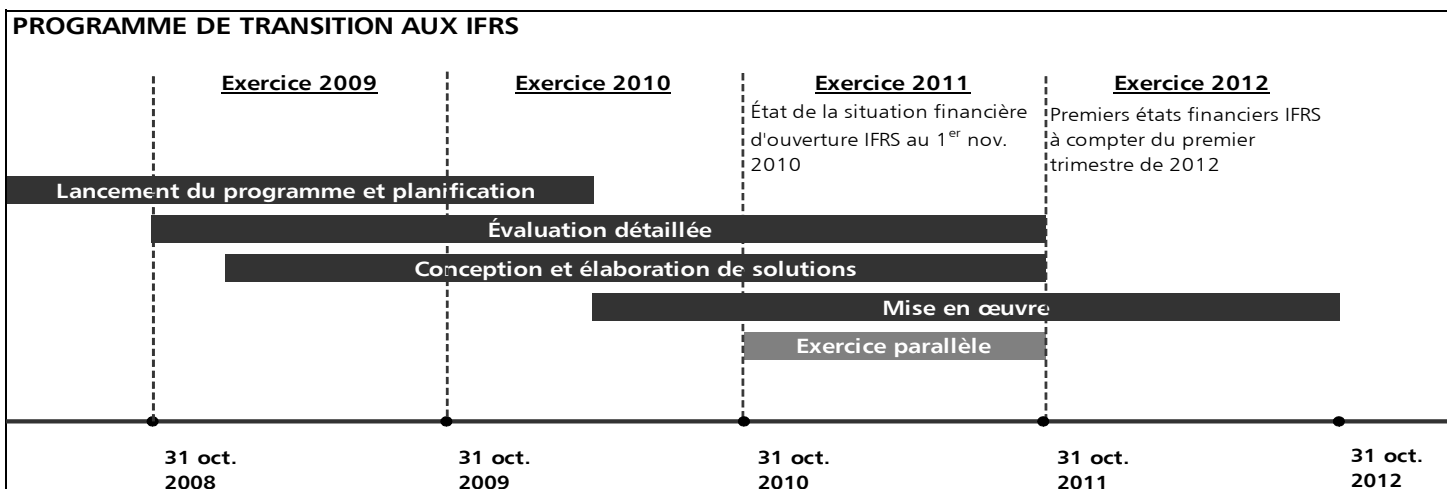 PROGRAMME DE TRANSITION AUX IFRS
Exercice 2009
Exercice 2010
Exercice 2011
Exercice 2012
État de la situation financière
d'ouverture IFRS au 1er nov.
2010
Premiers états financiers IFRS
à compter du premier
trimestre de 2012
Lancement du programme et planification
Évaluation détaillée
Conception et élaboration de solutions
Mise en œuvre
Exercice parallèle
31 oct.
2008
31 oct.
2009
31 oct.
2010
31 oct.
2011
31 oct.
2012